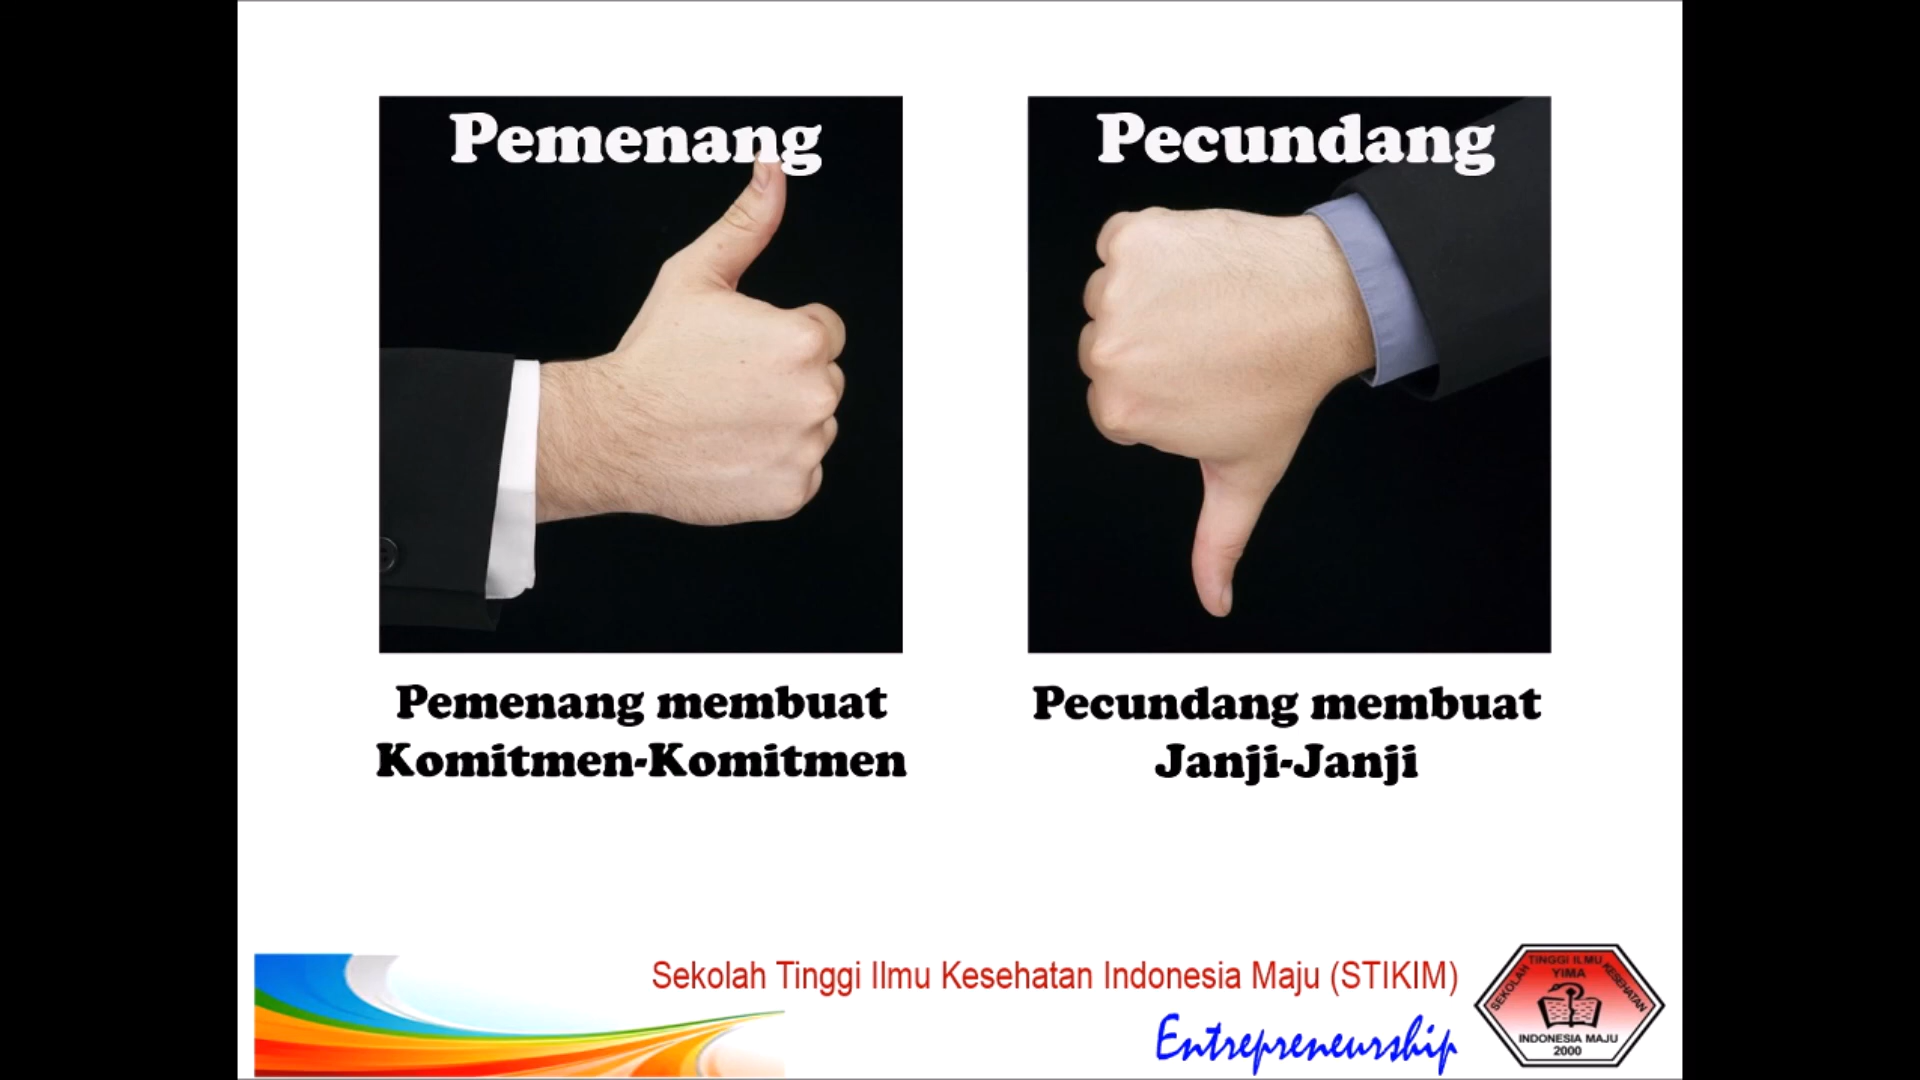 Pemenang
Pemenang membuat
Komitmen-Komitmen
Pecundang
Pecundang membuat
Janji-Janji
Sekolah Tinggi Ilmu Kesehatan Indonesia Maju (STIKIM)
Entrepreneurship
SEKOLAH TINGGI ILMU KESEHATAN
YIMA
INDONESIA MAJU
2000